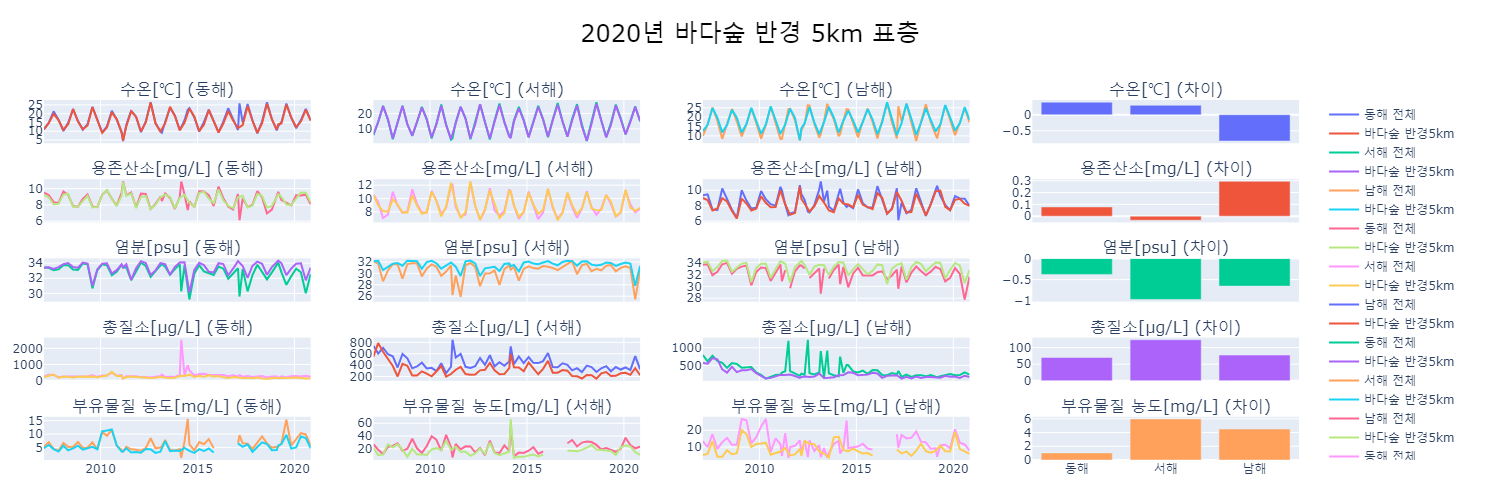 2020년 바다숲 반경 5km 표층
수온[℃] (동해)
수온[℃] (서해)
수온[℃] (남해)
수온[℃] (차이)
25
20
15
10
5
20
10
25
20
15
10
0
−0.5
용존산소[mg/L] (동해)
용존산소[mg/L] (서해)
용존산소[mg/L] (남해)
용존산소[mg/L] (차이)
10
8
6
12
10
8
10
8
6
0.3
0.2
0.1
0
염분[psu] (동해)
염분[psu] (서해)
염분[psu] (남해)
염분[psu] (차이)
34
32
30
32
30
28
26
34
32
30
28
0
−0.5
−1
총질소[μg/L] (동해)
총질소[μg/L] (서해)
총질소[μg/L] (남해)
총질소[μg/L] (차이)
2000
1000
0
800
600
400
200
1000
500
100
50
0
부유물질 농도[mg/L] (동해)
부유물질 농도[mg/L] (서해)
부유물질 농도[mg/L] (남해)
부유물질 농도[mg/L] (차이)
15
10
5
60
40
20
20
10
6
4
2
0
2010
2015
2020
2010
2015
2020
2010
2015
2020
동해
서해
남해
동해 전체
바다숲 반경5km
서해 전체
바다숲 반경5km
남해 전체
바다숲 반경5km
동해 전체
바다숲 반경5km
서해 전체
바다숲 반경5km
남해 전체
바다숲 반경5km
동해 전체
바다숲 반경5km
서해 전체
바다숲 반경5km
남해 전체
바다숲 반경5km
동해 전체